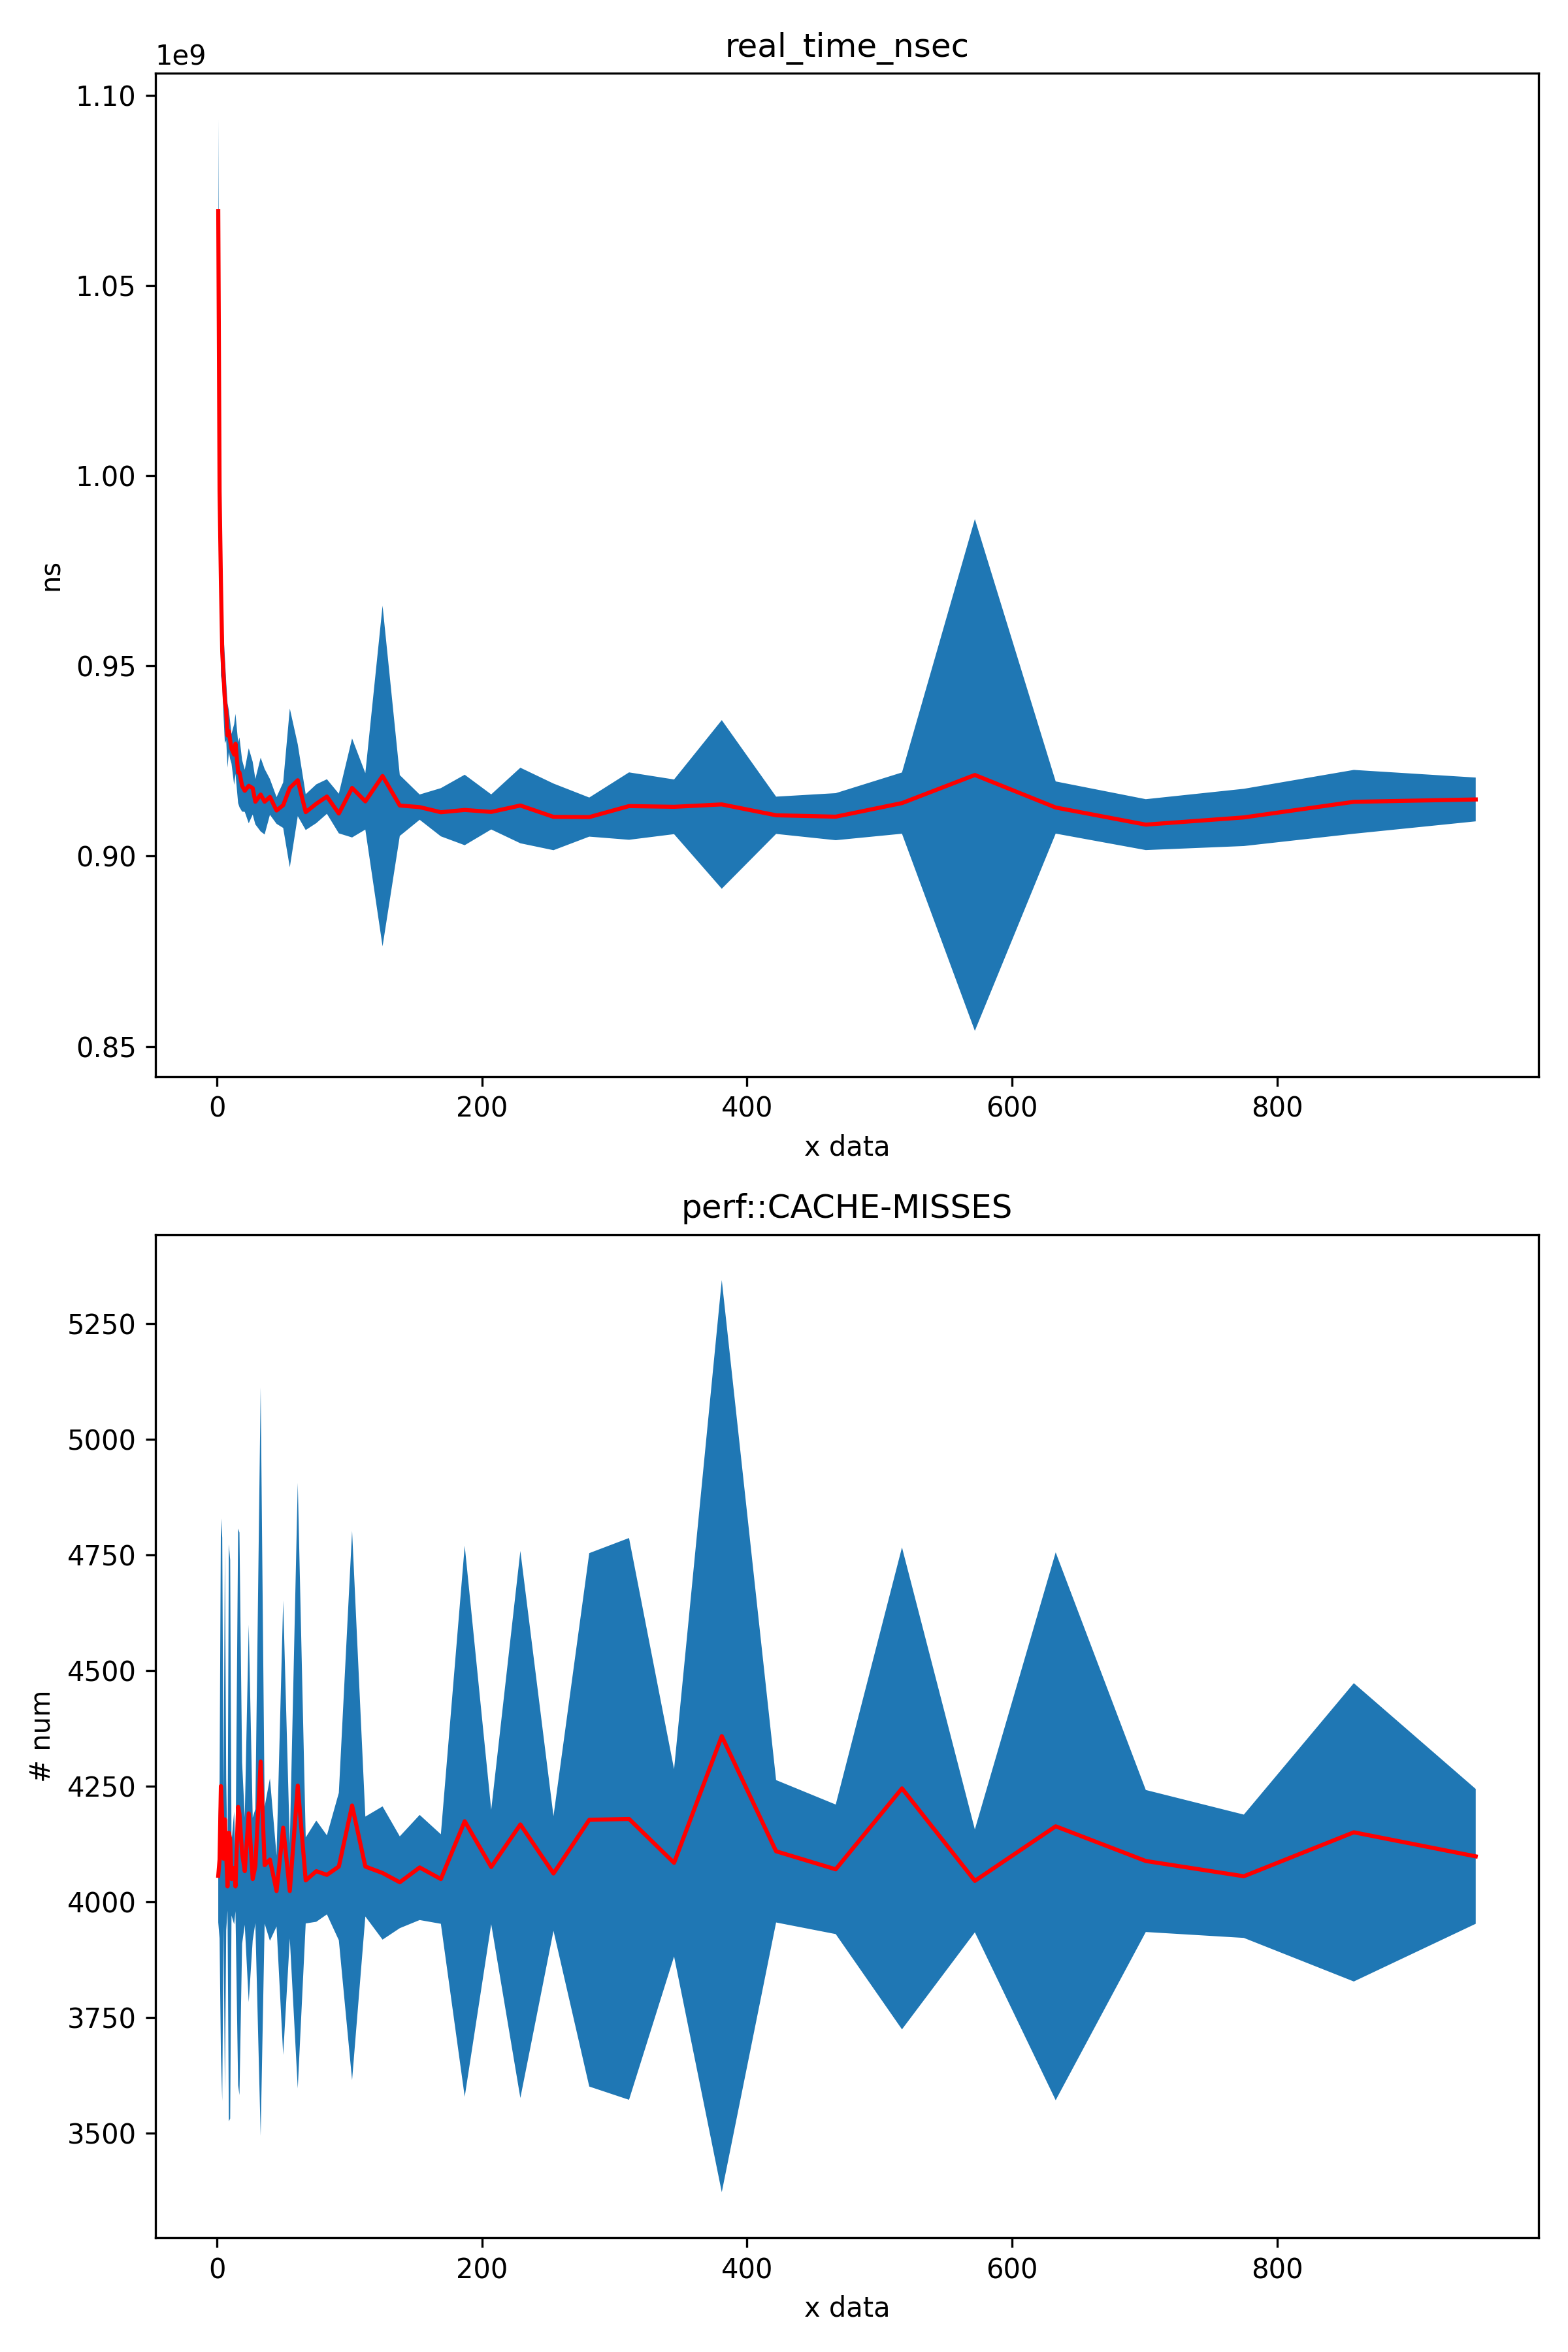 real_time_nsec
1e9
1.10
1.05
1.00
0.95
0.90
0.85
ns
0 200 400 600 800
x data
perf::CACHE-MISSES
5250
5000
4750
4500
4250
4000
3750
3500
# num
0 200 400 600 800
x data